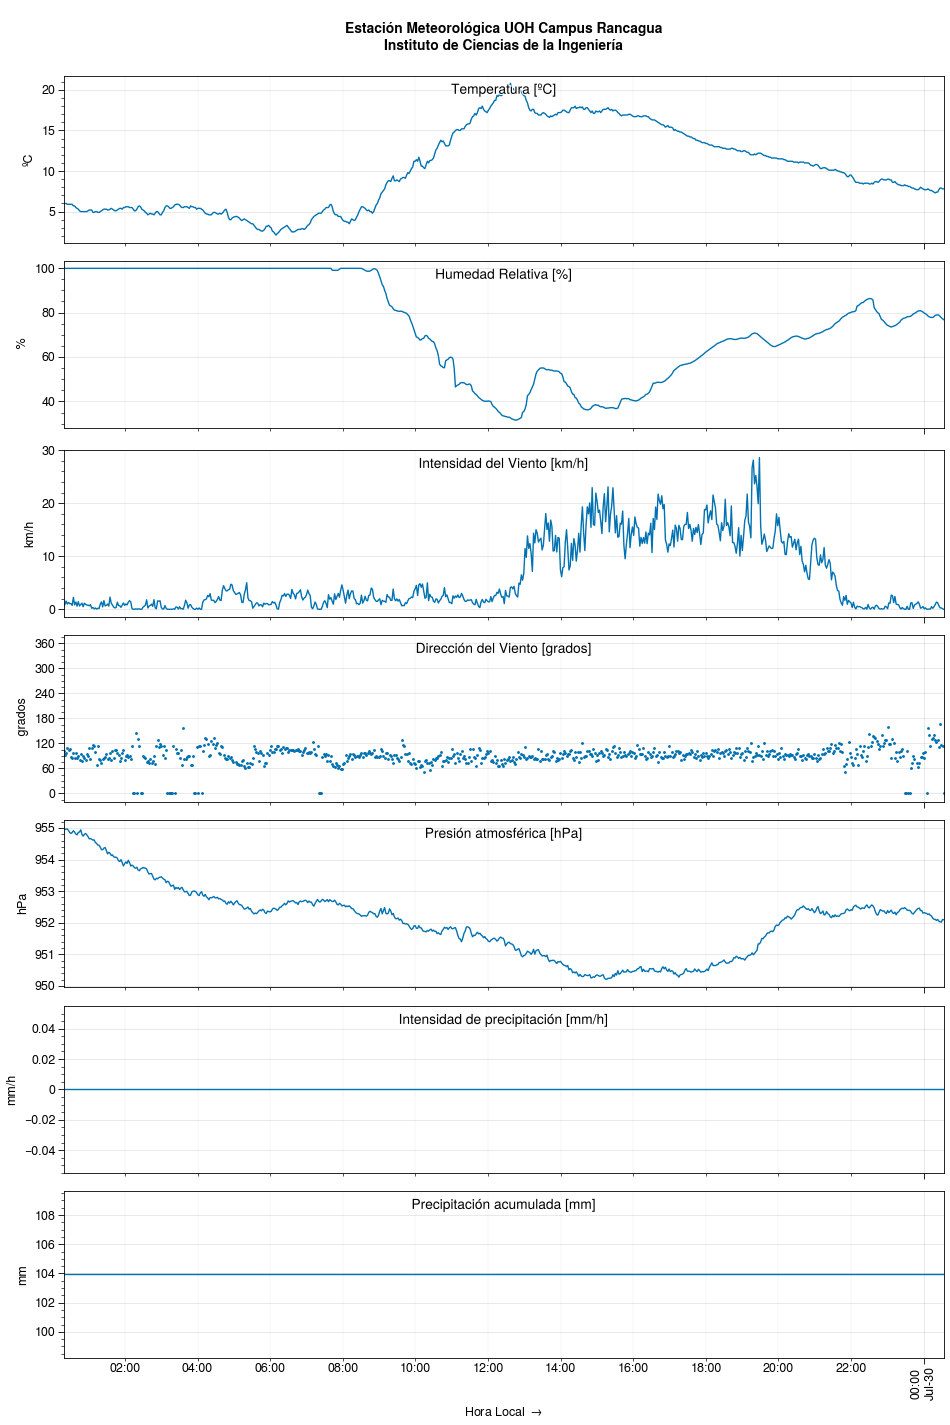 Estación Meteorológica UOH Campus Rancagua
Instituto de Ciencias de la Ingeniería
Temperatura [ºC]
ºC
20
15
10
5
Humedad Relativa [%]
%
100
80
60
40
Intensidad del Viento [km/h]
km/h
30
20
10
0
Dirección del Viento [grados]
grados
360
300
240
180
120
60
0
Presión atmosférica [hPa]
hPa
955
954
953
952
951
950
Intensidad de precipitación [mm/h]
mm/h
0.04
0.02
0
−0.02
−0.04
Precipitación acumulada [mm]
mm
108
106
104
102
100
02:00 04:00 06:00 08:00 10:00 12:00 14:00 16:00 18:00 20:00 22:00 00:00
Jul-30
Hora Local →